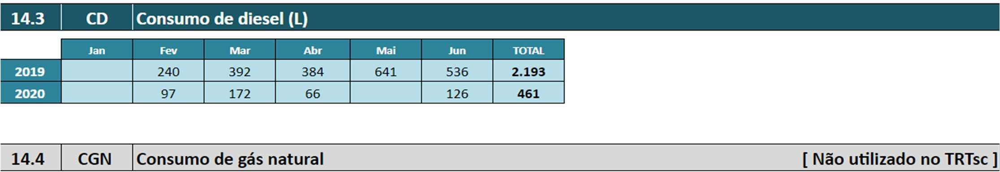 14.3 CD Consumo de diesel (L)
Jan Fev Mar Abr Mai Jun TOTAL
2019 240 392 384 641 536 2.193
2020 97 172 66 126 461
14.4 CGN Consumo de gás natural [ Não utilizado no TRTsc ]